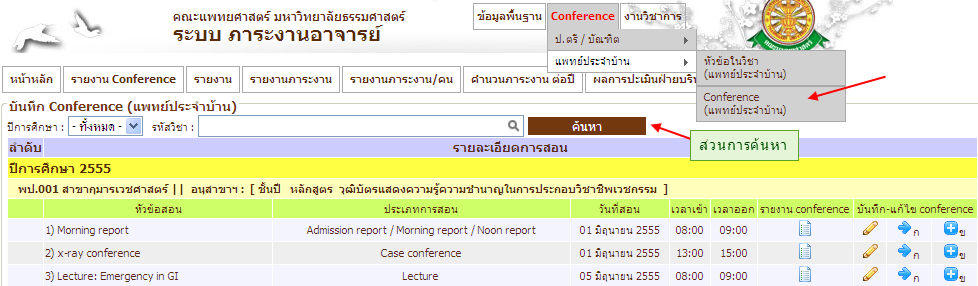 คณะแพทยศาสตร์ มหาวิทยาลัยธรรมศาสตร์
ระบบ ภาระงานอาจารย์
ข้อมูลพื้นฐาน Conference งานวิชาการ
ป.ตรี / บัณฑิต
แพทย์ประจำบ้าน
หัวข้อในวิชา
(แพทย์ประจำบ้าน)
Conference
(แพทย์ประจำบ้าน)
หน้าหลัก รายงาน Conference รายงาน รายงานภาระงาน รายงานภาระงาน/คน คำนวนภาระงาน ต่อปี ผลการประเมินฝ่ายบริ
บันทึก Conference (แพทย์ประจำบ้าน)
ปีการศึกษา : - ทั้งหมด - รหัสวิชา : ค้นหา
ส่วนการค้นหา
ลำดับ รายละเอียดการสอน
ปีการศึกษา 2555
พป.001 สาขากุมารเวชศาสตร์ || อนุสาขาฯ : [ ชั้นปี หลักสูตร วุฒิบัตรแสดงความรู้ความชำนาญในการประกอบวิชาชีพเวชกรรม ]
หัวข้อสอน ประเภทการสอน วันที่สอน เวลาเข้า เวลาออก รายงาน conference บันทึก-แก้ไข conference
1) Morning report Admission report / Morning report / Noon report 01 มิถุนายน 2555 08:00 09:00 ก ข
2) x-ray conference Case conference 01 มิถุนายน 2555 13:00 15:00 ก ข
3) Lecture: Emergency in GI Lecture 05 มิถุนายน 2555 08:00 09:00 ก ข